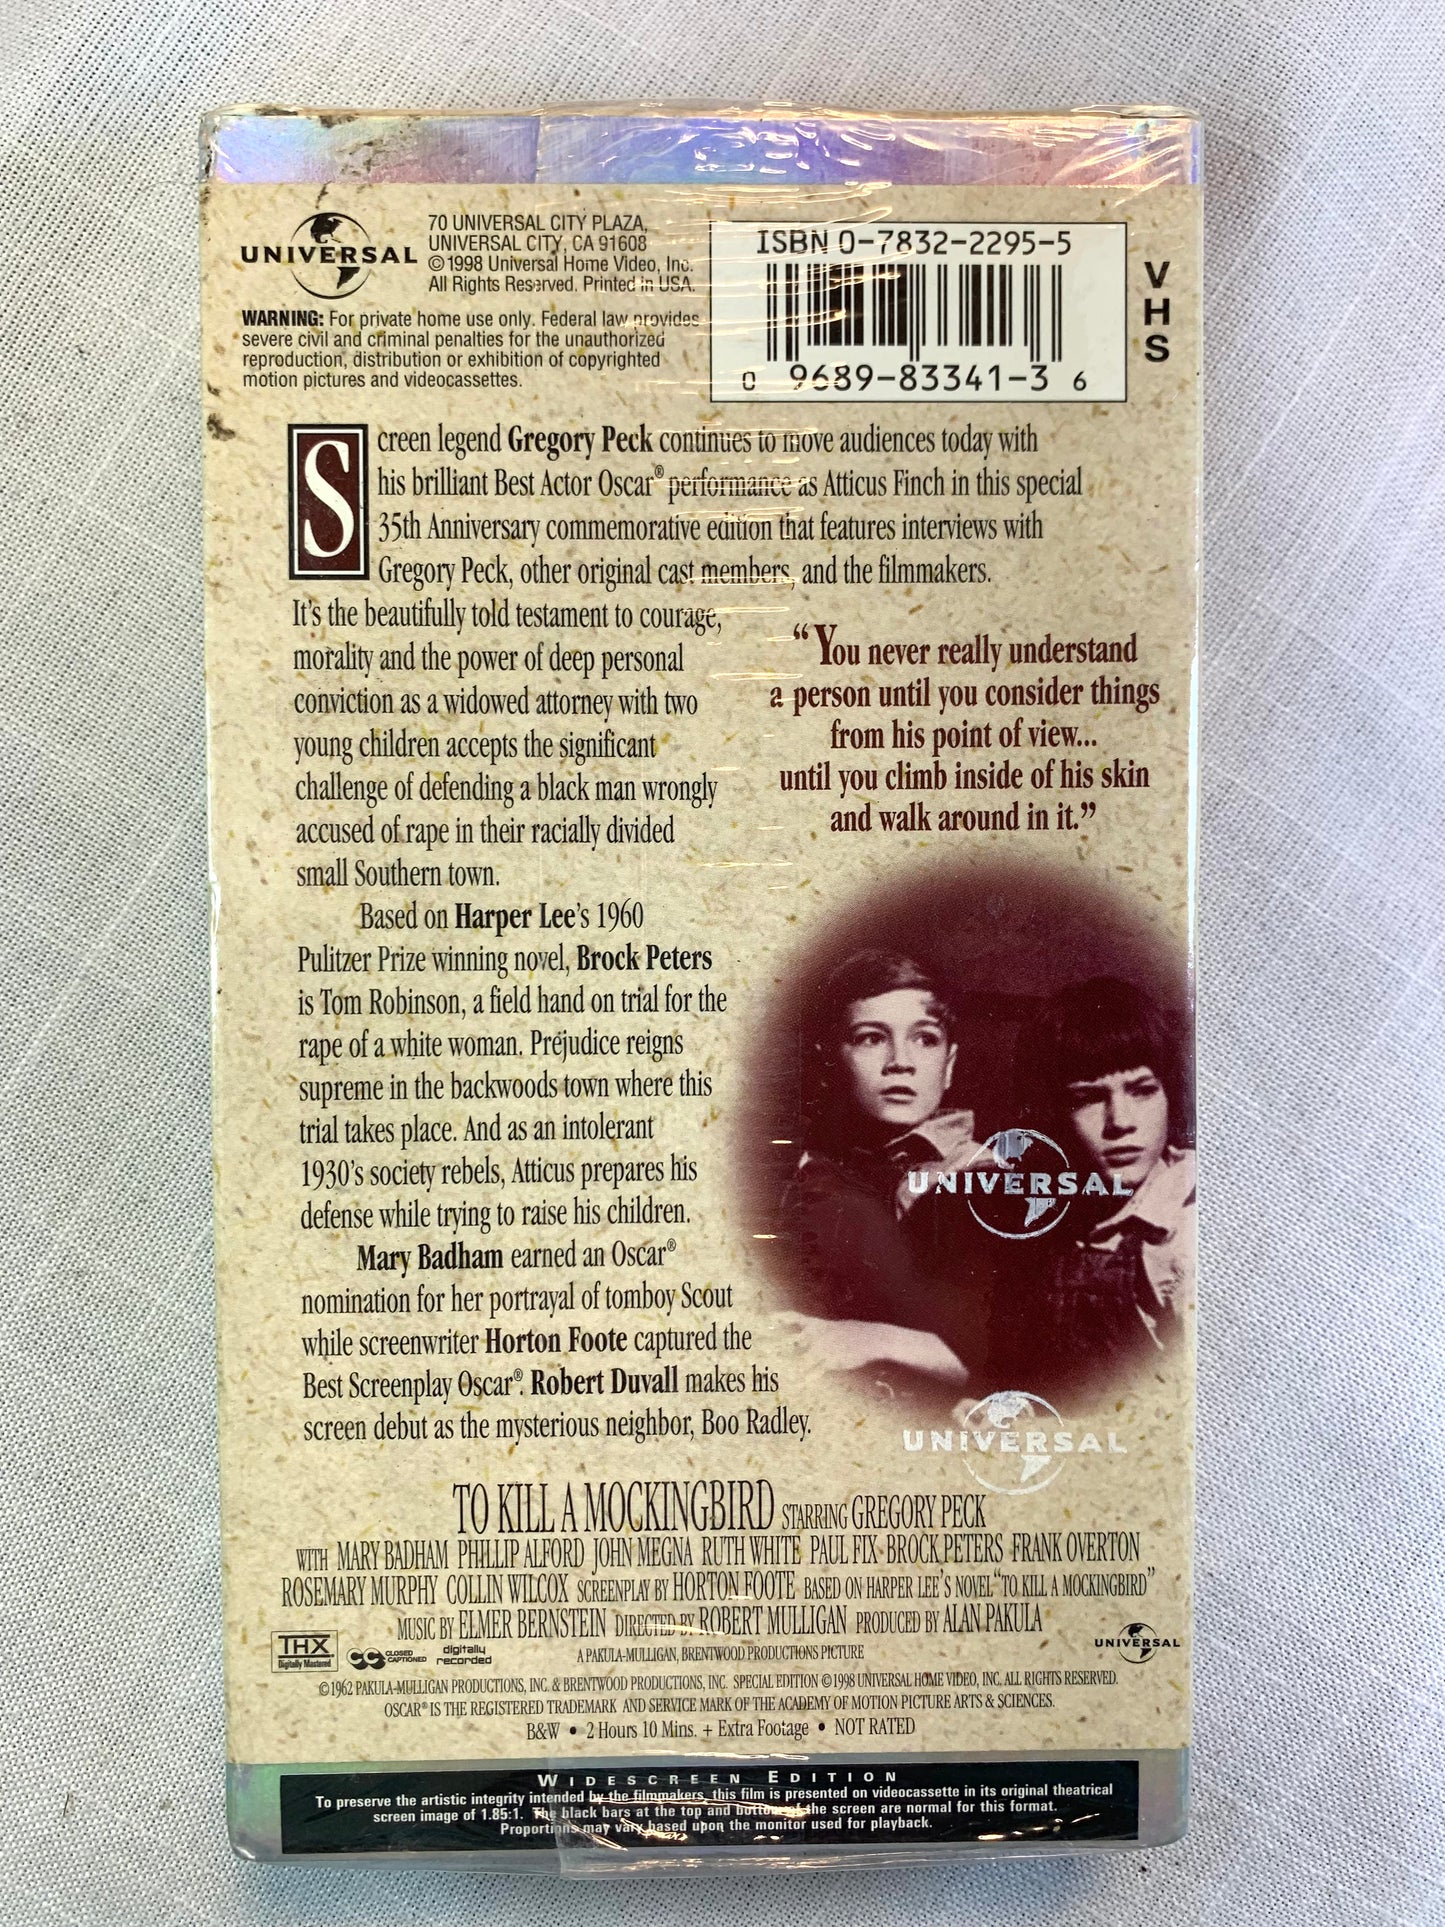 UNIVERSAL
70 UNIVERSAL CITY PLAZA,
UNIVERSAL CITY, CA 91608
©1998 Universal Home Video, Inc.
All Rights Reserved. Printed in USA.
WARNING: For private home use only. Federal law provides
severe civil and criminal penalties for the unauthorized
reproduction, distribution or exhibition of copyrighted
motion pictures and videocassettes.
ISBN 0-7832-2295-5
0 9689-83341-3 6
VHS
Screen legend Gregory Peck continues to move audiences today with
his brilliant Best Actor Oscar® performance as Atticus Finch in this special
35th Anniversary commemorative edition that features interviews with
Gregory Peck, other original cast members, and the filmmakers.
It's the beautifully told testament to courage,
morality and the power of deep personal
conviction as a widowed attorney with two
young children accepts the significant
challenge of defending a black man wrongly
accused of rape in their racially divided
small Southern town.
Based on Harper Lee's 1960
Pulitzer Prize winning novel, Brock Peters
is Tom Robinson, a field hand on trial for the
rape of a white woman. Prejudice reigns
supreme in the backwoods town where this
trial takes place. And as an intolerant
1930's society rebels, Atticus prepares his
defense while trying to raise his children.
Mary Badham earned an Oscar®
nomination for her portrayal of tomboy Scout
while screenwriter Horton Foote captured the
Best Screenplay Oscar®. Robert Duvall makes his
screen debut as the mysterious neighbor, Boo Radley.
“You never really understand
a person until you consider things
from his point of view...
until you climb inside of his skin
and walk around in it.”
UNIVERSAL
UNIVERSAL
TO KILL A MOCKINGBIRD STARRING GREGORY PECK
WITH MARY BADHAM PHILLIP ALFORD JOHN MEGNA RUTH WHITE PAUL FIX BROCK PETERS FRANK OVERTON
ROSEMARY MURPHY COLLIN WILCOX SCREENPLAY BY HORTON FOOTE BASED ON HARPER LEE'S NOVEL "TO KILL A MOCKINGBIRD"
MUSIC BY ELMER BERNSTEIN DIRECTED BY ROBERT MULLIGAN PRODUCED BY ALAN PAKULA
THX
Digitally Mastered
CC CLOSED CAPTIONED
digitally recorded
A PAKULA-MULLIGAN, BRENTWOOD PRODUCTIONS PICTURE
UNIVERSAL
©1962 PAKULA-MULLIGAN PRODUCTIONS, INC. & BRENTWOOD PRODUCTIONS, INC. SPECIAL EDITION ©1998 UNIVERSAL HOME VIDEO, INC. ALL RIGHTS RESERVED.
OSCAR® IS THE REGISTERED TRADEMARK AND SERVICE MARK OF THE ACADEMY OF MOTION PICTURE ARTS & SCIENCES.
B&W • 2 Hours 10 Mins. + Extra Footage • NOT RATED
WIDESCREEN EDITION
To preserve the artistic integrity intended by the filmmakers, this film is presented on videocassette in its original theatrical
screen image of 1.85:1. The black bars at the top and bottom of the screen are normal for this format.
Proportions may vary based upon the monitor used for playback.